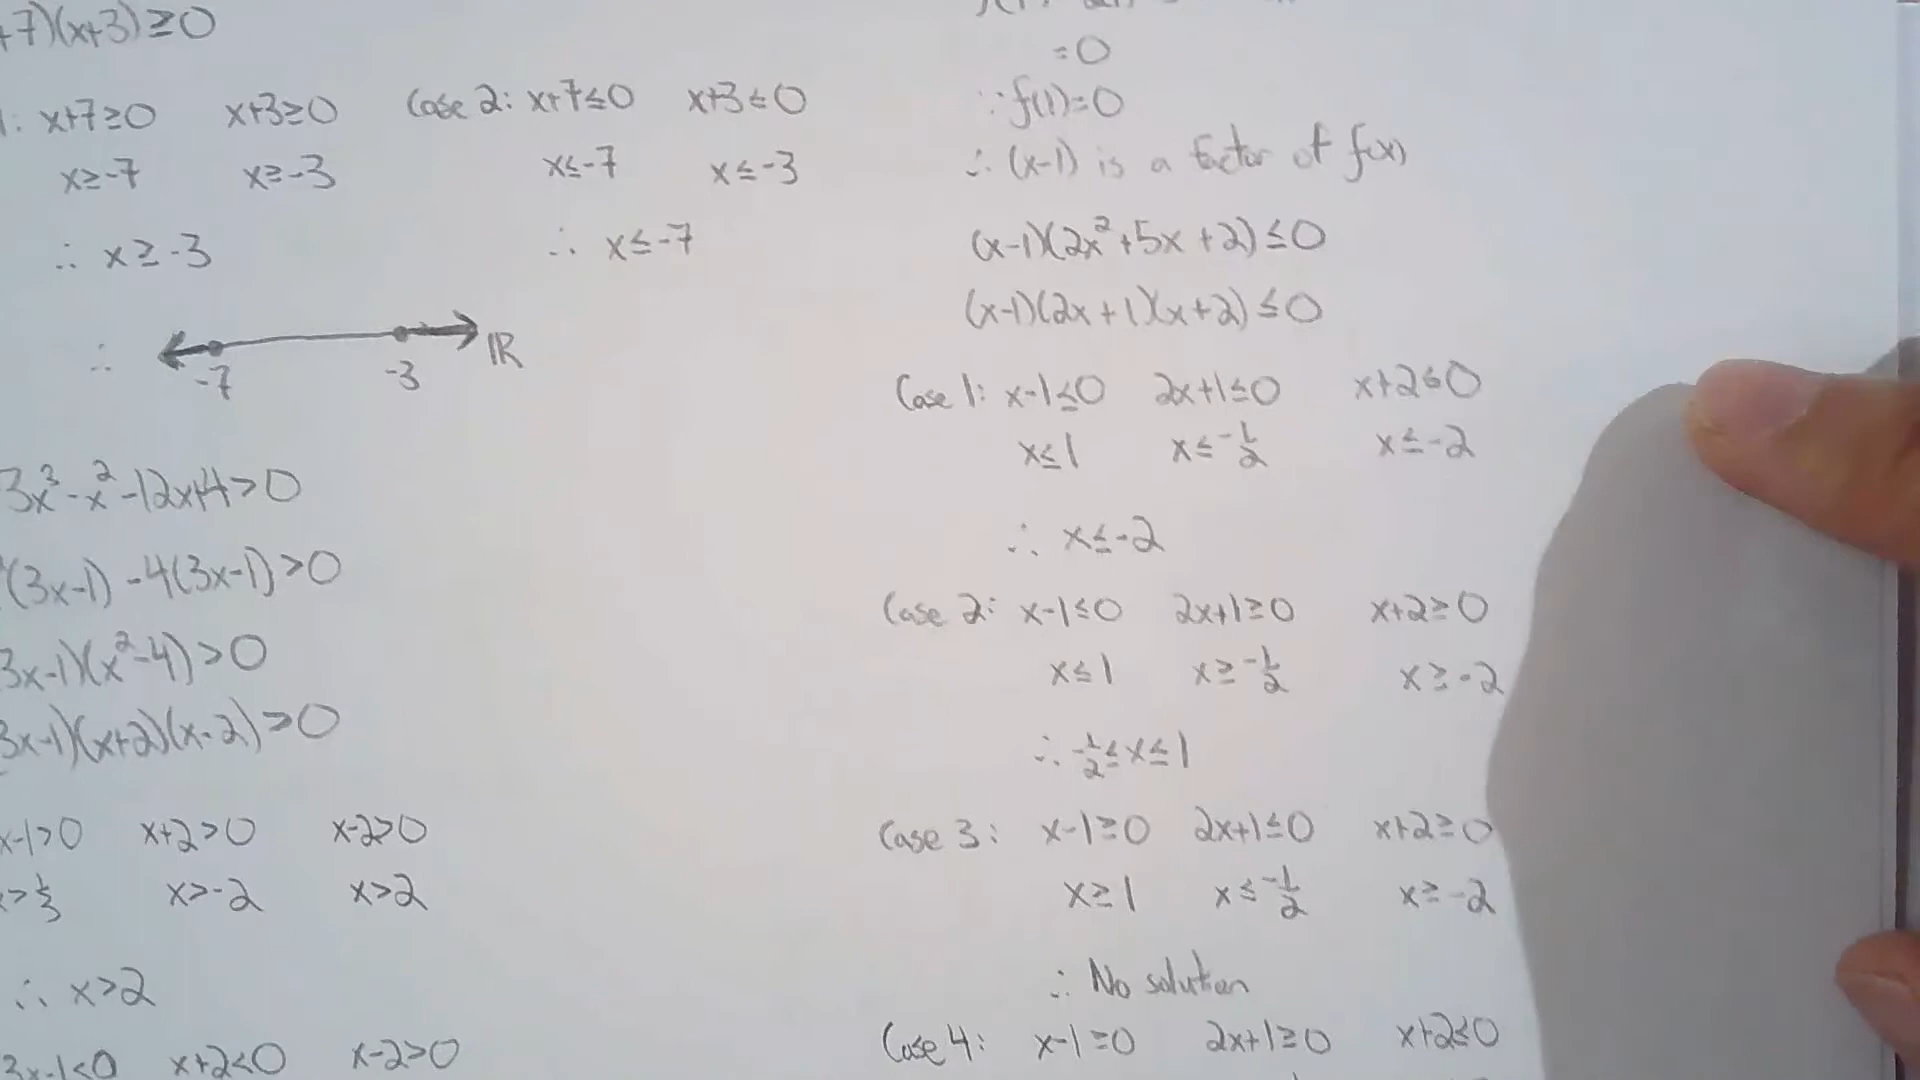 +7)(x+3)≥0
1: x+7≥0 x+3≥0 Case 2: x+7≤0 x+3≤0
x≥-7 x≥-3 x≤-7 x≤-3
∴ x≥-3 ∴ x≤-7
∴ -7 -3 ℝ
3x³-x²-12x+4>0
(3x-1)-4(3x-1)>0
3x-1)(x²-4)>0
3x-1)(x+2)(x-2)>0
x-1>0 x+2>0 x-2>0
>1/3 x>-2 x>2
∴ x>2
3x-1<0 x+2<0 x-2>0
=0
∵ f(1)=0
∴ (x-1) is a factor of f(x)
(x-1)(2x²+5x+2)≤0
(x-1)(2x+1)(x+2)≤0
Case 1: x-1≤0 2x+1≤0 x+2≤0
x≤1 x≤-1/2 x≤-2
∴ x≤-2
Case 2: x-1≤0 2x+1≥0 x+2≥0
x≤1 x≥-1/2 x≥-2
∴ -1/2≤x≤1
Case 3: x-1≥0 2x+1≤0 x+2≥0
x≥1 x≤-1/2 x≥-2
∴ No solution
Case 4: x-1≥0 2x+1≥0 x+2≤0